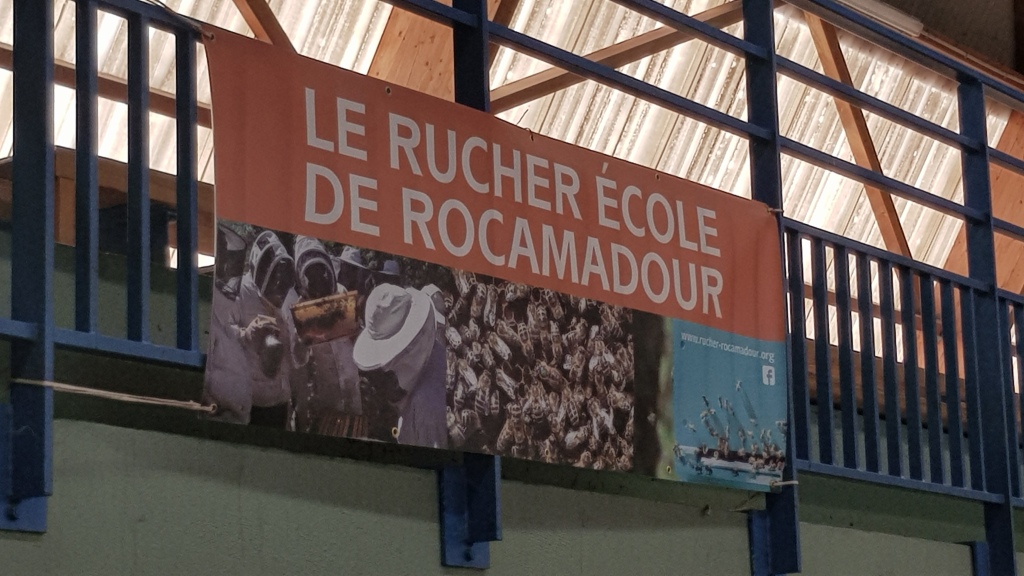 LE RUCHER ÉCOLE
DE ROCAMADOUR
www.rucher-rocamadour.org
f